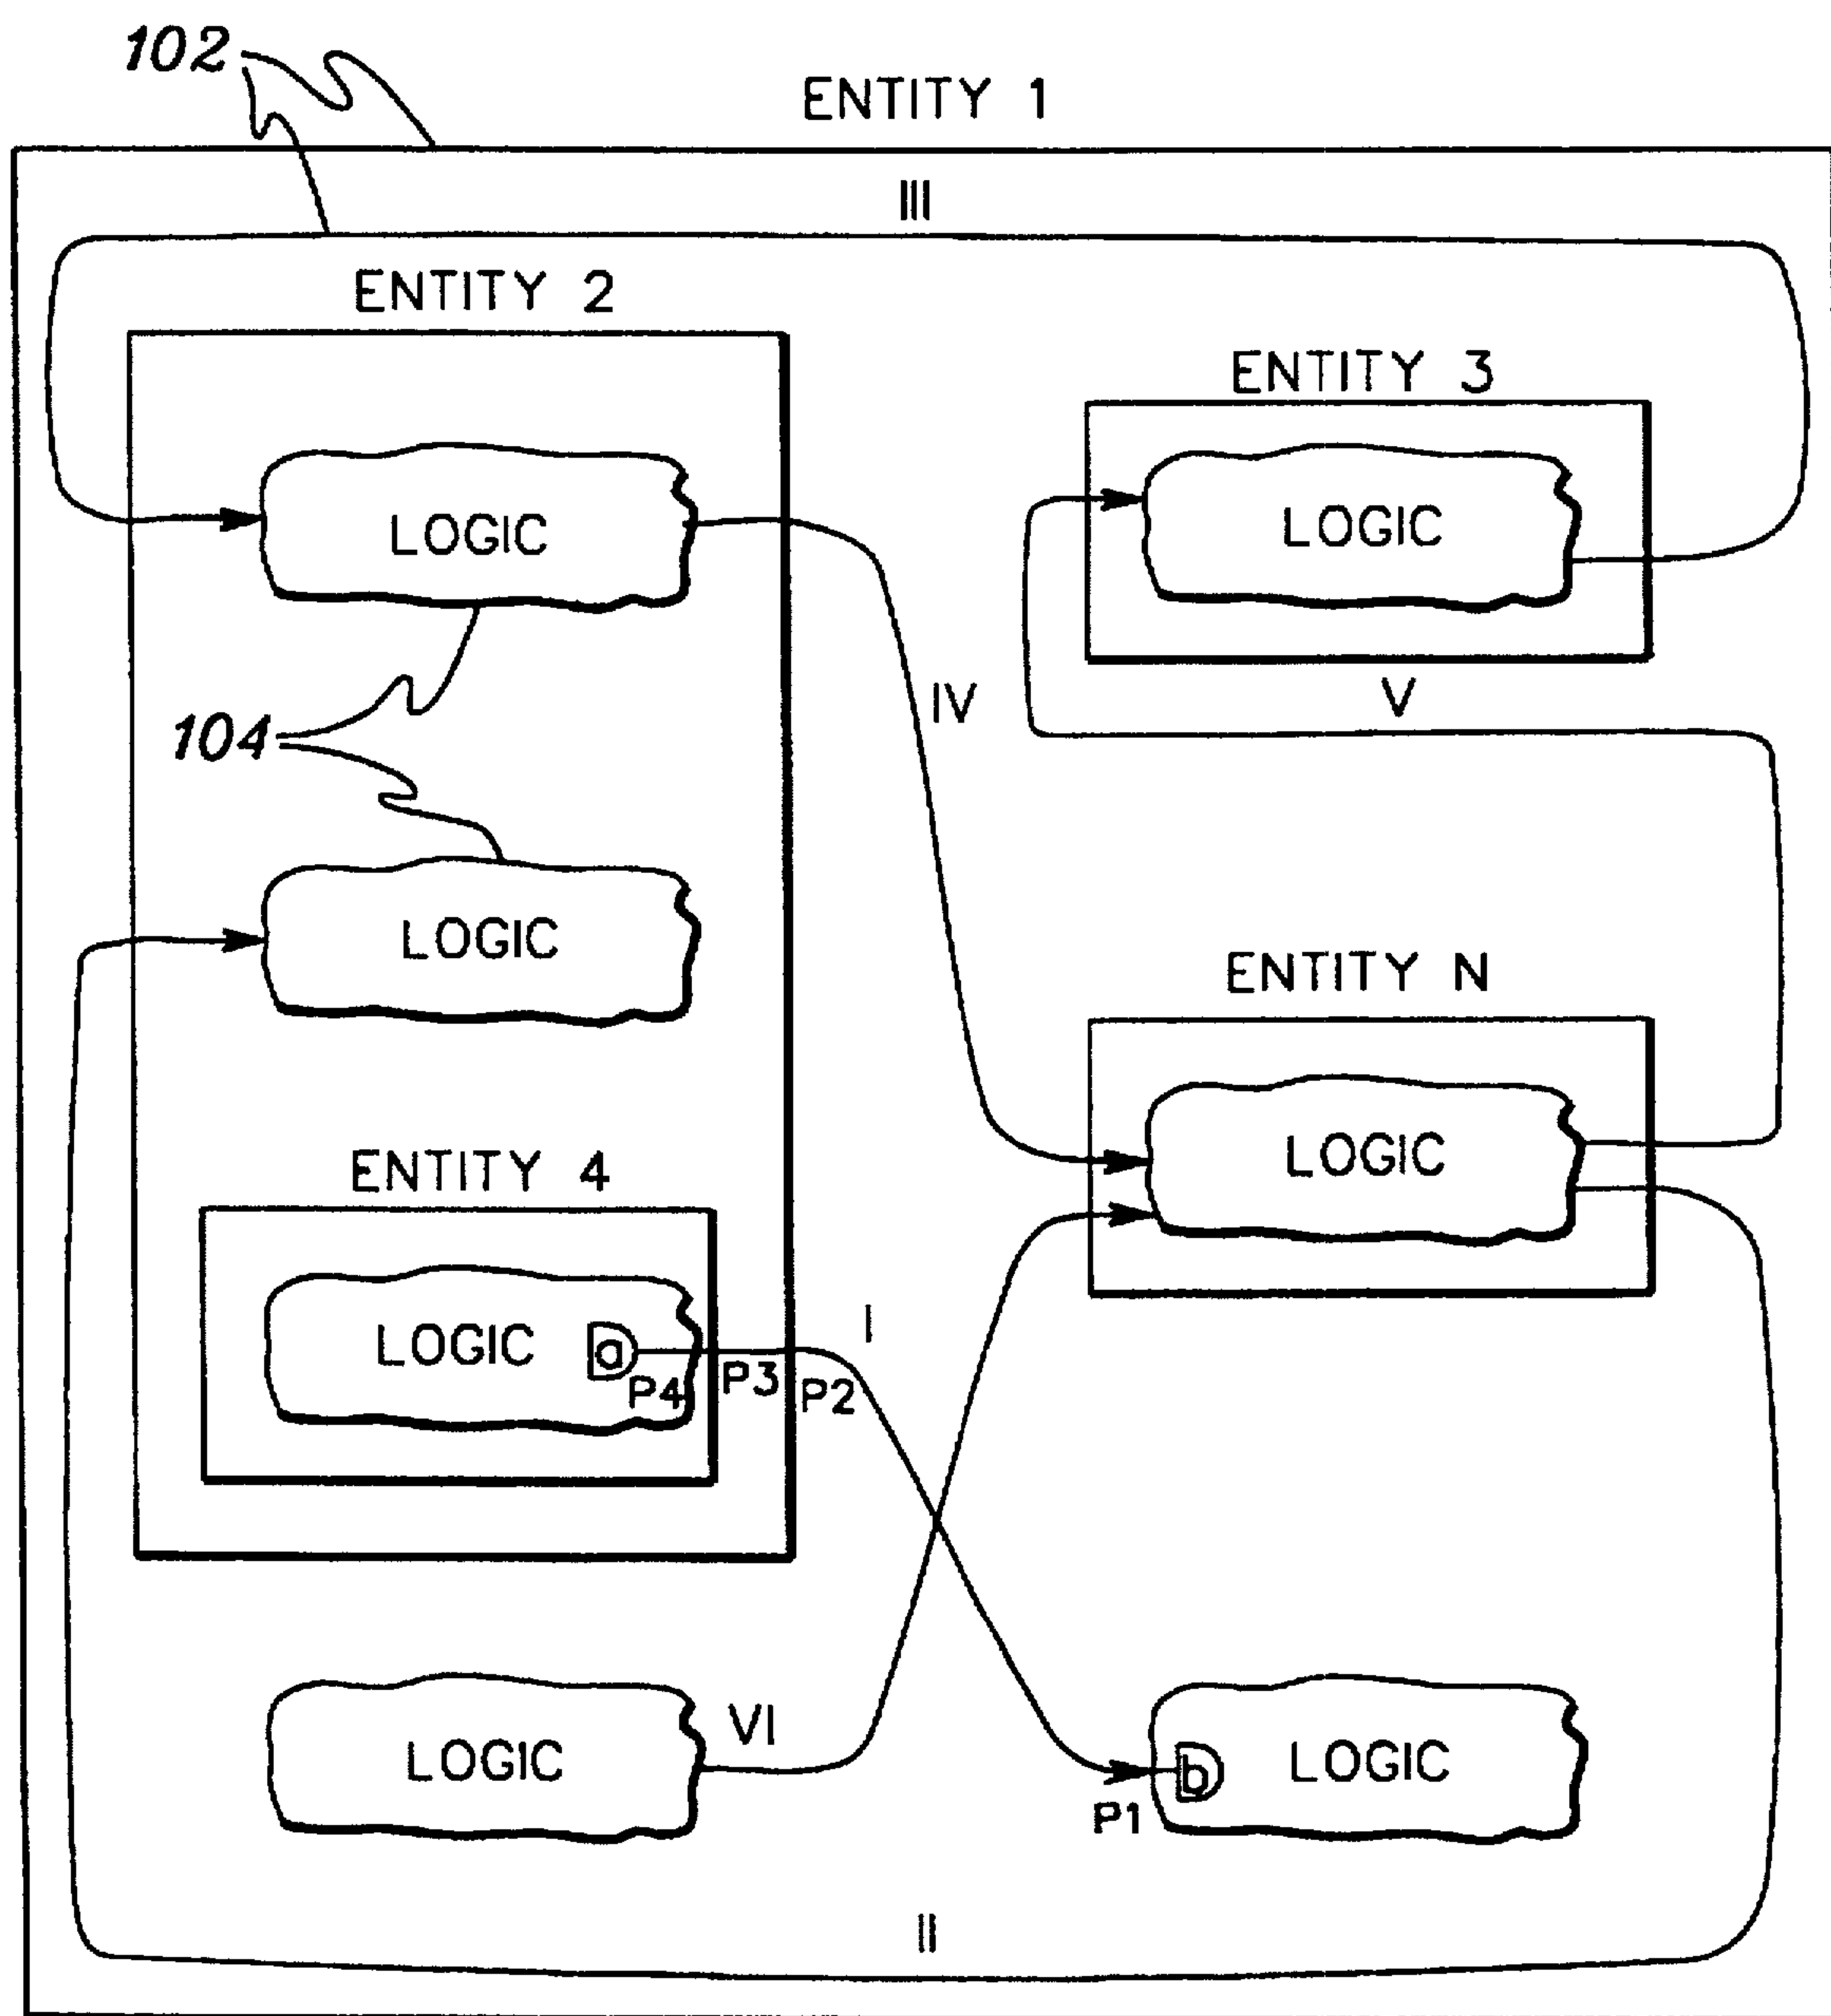 102
ENTITY 1
III
ENTITY 2
ENTITY 3
LOGIC
LOGIC
IV
V
104
LOGIC
ENTITY N
LOGIC
ENTITY 4
I
LOGIC
a
P4
P3
P2
VI
LOGIC
b
LOGIC
P1
II